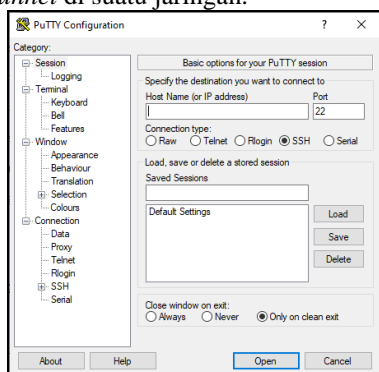 di suatu jaringan.
PuTTY Configuration ? ×
Category:
Session
Logging
Terminal
Keyboard
Bell
Features
Window
Appearance
Behaviour
Translation
Selection
Colours
Connection
Data
Proxy
Telnet
Rlogin
SSH
Serial
Basic options for your PuTTY session
Specify the destination you want to connect to
Host Name (or IP address) Port
22
Connection type:
Raw Telnet Rlogin SSH Serial
Load, save or delete a stored session
Saved Sessions
Default Settings
Load
Save
Delete
Close window on exit:
Always Never Only on clean exit
About Help Open Cancel